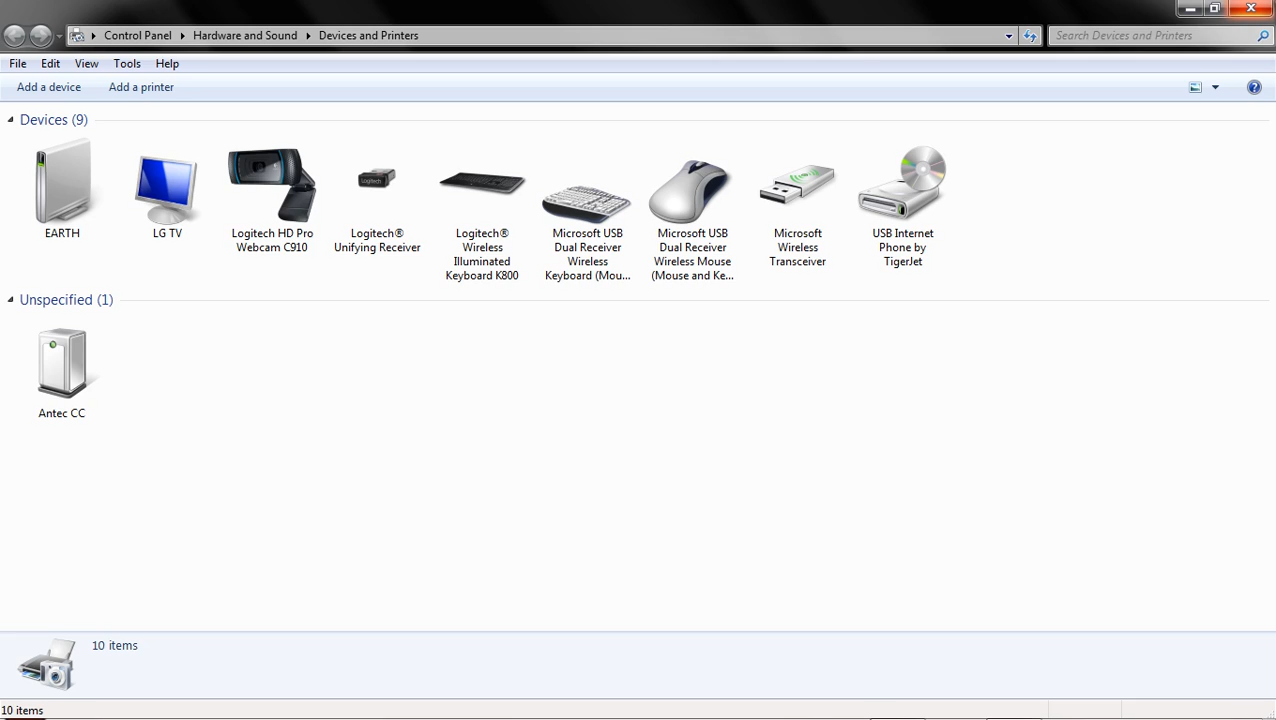 Control Panel Hardware and Sound Devices and Printers Search Devices and Printers
File Edit View Tools Help
Add a device Add a printer
Devices (9)
EARTH
LG TV
Logitech HD Pro
Webcam C910
Logitech®
Unifying Receiver
Logitech®
Wireless
Illuminated
Keyboard K800
Microsoft USB
Dual Receiver
Wireless
Keyboard (Mou...
Microsoft USB
Dual Receiver
Wireless Mouse
(Mouse and Ke...
Microsoft
Wireless
Transceiver
USB Internet
Phone by
TigerJet
Unspecified (1)
Antec CC
10 items
10 items